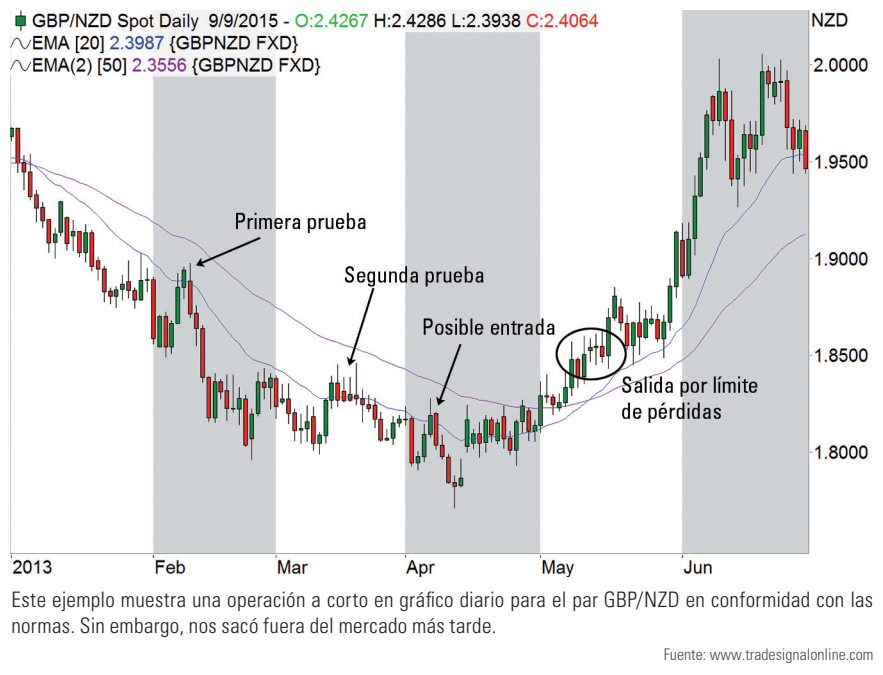 GBP/NZD Spot Daily 9/9/2015 - O:2.4267 H:2.4286 L:2.3938 C:2.4064
NZD
EMA [20] 2.3987 {GBPNZD FXD}
EMA(2) [50] 2.3556 {GBPNZD FXD}
2.0000
1.9500
Primera prueba
1.9000
Segunda prueba
Posible entrada
1.8500
Salida por límite
de pérdidas
1.8000
2013 Feb Mar Apr May Jun
Este ejemplo muestra una operación a corto en gráfico diario para el par GBP/NZD en conformidad con las
normas. Sin embargo, nos sacó fuera del mercado más tarde.
Fuente: www.tradesignalonline.com